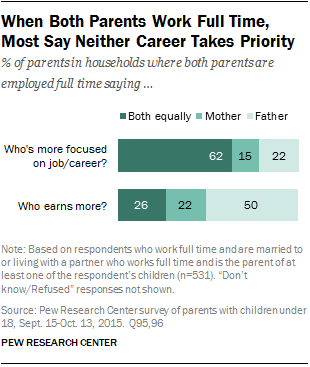 When Both Parents Work Full Time,
Most Say Neither Career Takes Priority
% of parents in households where both parents are
employed full time saying ...
Both equally Mother Father
Who's more focused
on job/career?
62 15 22
Who earns more?
26 22 50
Note: Based on respondents who work full time and are married to
or living with a partner who works full time and is the parent of at
least one of the respondent's children (n=531). “Don't
know/Refused” responses not shown.
Source: Pew Research Center survey of parents with children under
18, Sept. 15-Oct. 13, 2015. Q95,96
PEW RESEARCH CENTER